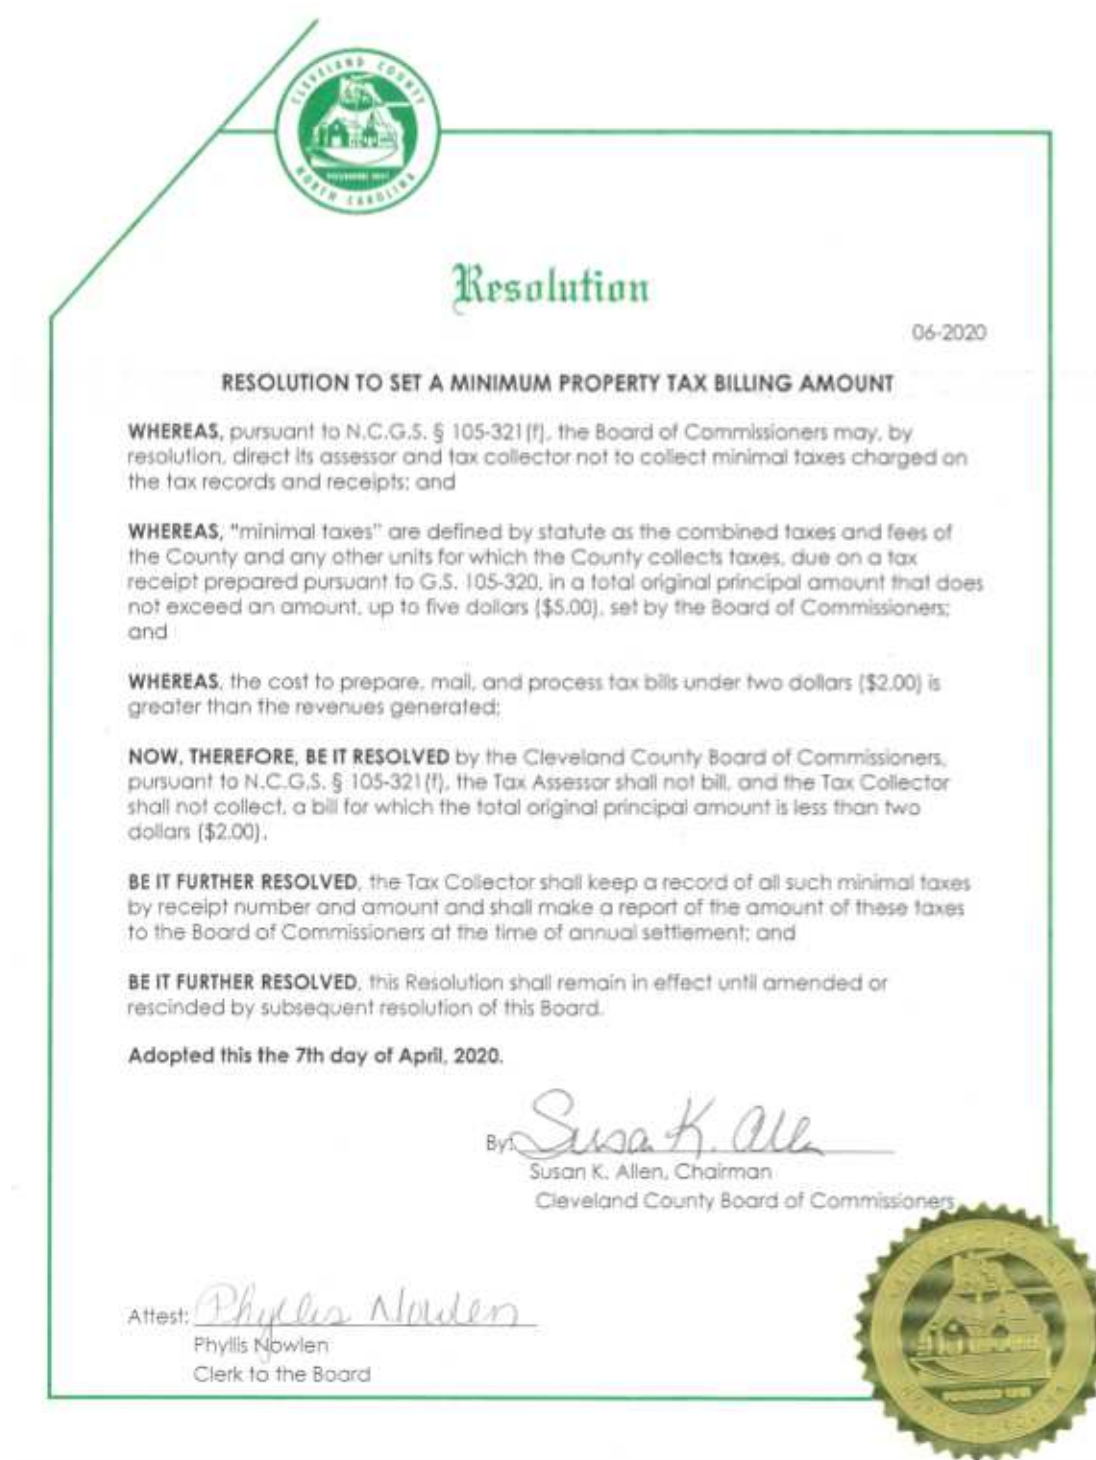 CLEVELAND COUNTY
NORTH CAROLINA
Resolution
06-2020
RESOLUTION TO SET A MINIMUM PROPERTY TAX BILLING AMOUNT
WHEREAS, pursuant to N.C.G.S. § 105-321(f), the Board of Commissioners may, by
resolution, direct its assessor and tax collector not to collect minimal taxes charged on
the tax records and receipts; and
WHEREAS, "minimal taxes" are defined by statute as the combined taxes and fees of
the County and any other units for which the County collects taxes, due on a tax
receipt prepared pursuant to G.S. 105-320, in a total original principal amount that does
not exceed an amount, up to five dollars ($5.00), set by the Board of Commissioners;
and
WHEREAS, the cost to prepare, mail, and process tax bills under two dollars ($2.00) is
greater than the revenues generated;
NOW, THEREFORE, BE IT RESOLVED by the Cleveland County Board of Commissioners,
pursuant to N.C.G.S. § 105-321(f), the Tax Assessor shall not bill, and the Tax Collector
shall not collect, a bill for which the total original principal amount is less than two
dollars ($2.00).
BE IT FURTHER RESOLVED, the Tax Collector shall keep a record of all such minimal taxes
by receipt number and amount and shall make a report of the amount of these taxes
to the Board of Commissioners at the time of annual settlement; and
BE IT FURTHER RESOLVED, this Resolution shall remain in effect until amended or
rescinded by subsequent resolution of this Board.
Adopted this the 7th day of April, 2020.
By: Susan K. Allen
Susan K. Allen, Chairman
Cleveland County Board of Commissioners
Attest: Phyllis Nowlen
Phyllis Nowlen
Clerk to the Board